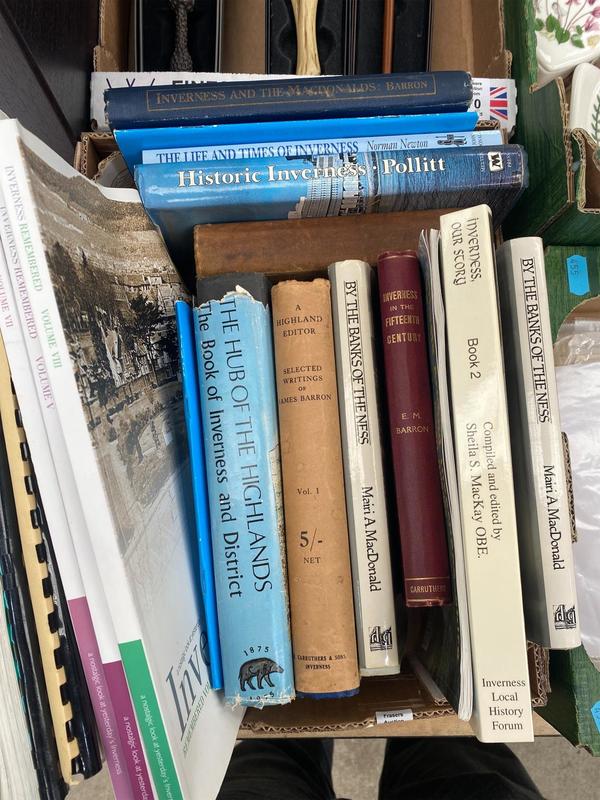 INVERNESS AND THE MACDONALDS: BARRON
THE LIFE AND TIMES OF INVERNESS Norman Newton
Historic Inverness · Pollitt
INVERNESS REMEMBERED VOLUME VIII
INVERNESS REMEMBERED VOLUME V
VOLUME VII
a nostalgic look at yesterday's Inverness
THE HUB OF THE HIGHLANDS
The Book of Inverness and District
1875
A
HIGHLAND
EDITOR
SELECTED
WRITINGS
OF
JAMES BARRON
Vol. 1
5/-
NET
CARRUTHERS & SONS
INVERNESS
BY THE BANKS OF THE NESS Mairi A. MacDonald
INVERNESS
IN THE
FIFTEENTH
CENTURY
E. M.
BARRON
CARRUTHERS
INVERNESS,
OUR STORY
Book 2
Compiled and edited by
Sheila S. MacKay OBE.
Inverness
Local
History
Forum
BY THE BANKS OF THE NESS Mairi A. MacDonald
455